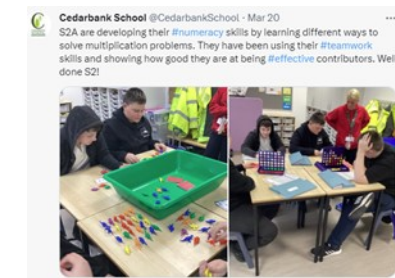 Cedarbank School @CedarbankSchool · Mar 20
S2A are developing their #numeracy skills by learning different ways to
solve multiplication problems. They have been using their #teamwork
skills and showing how good they are at being #effective contributors. Well
done S2!